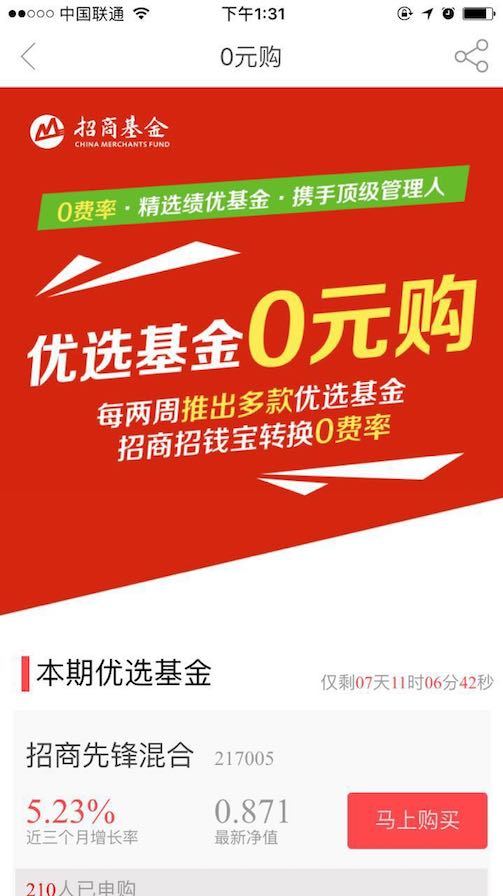 中国联通
下午1:31
0元购
招商基金
CHINA MERCHANTS FUND
0费率·精选绩优基金·携手顶级管理人
优选基金0元购
每两周推出多款优选基金
招商招钱宝转换0费率
本期优选基金
仅剩07天11时06分42秒
招商先锋混合 217005
5.23% 0.871
马上购买
近三个月增长率 最新净值
210人已申购